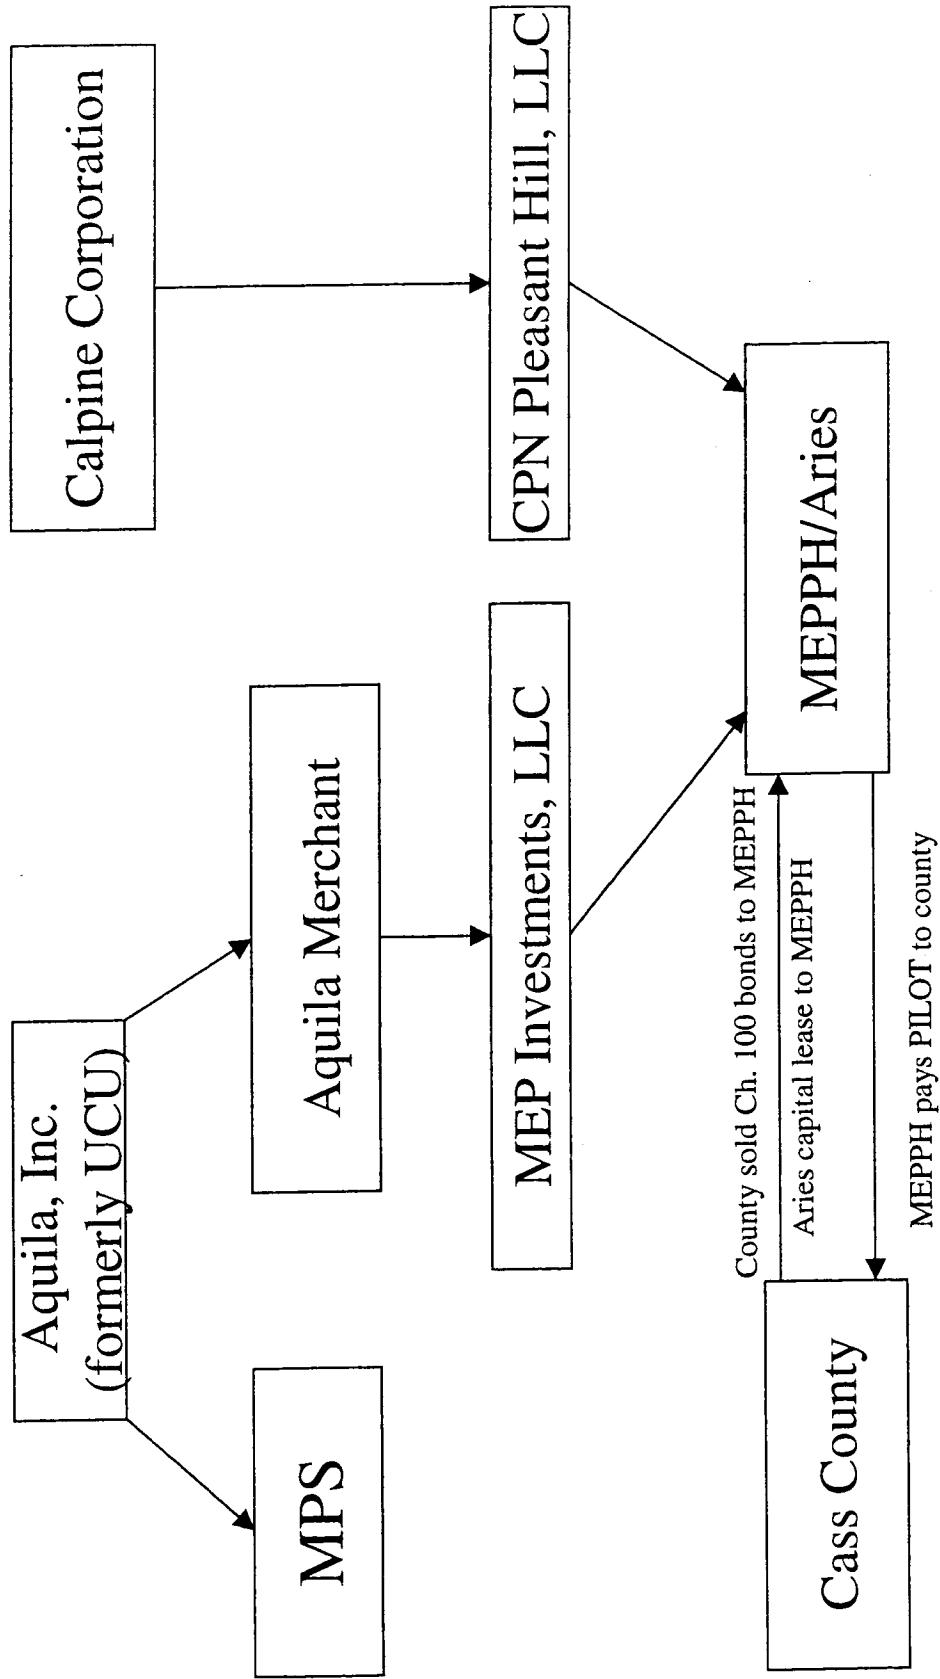 Aquila, Inc.
(formerly UCU)
Calpine Corporation
MPS
Aquila Merchant
MEP Investments, LLC
CPN Pleasant Hill, LLC
County sold Ch. 100 bonds to MEPPH
Aries capital lease to MEPPH
Cass County
MEPPH/Aries
MEPPH pays PILOT to county